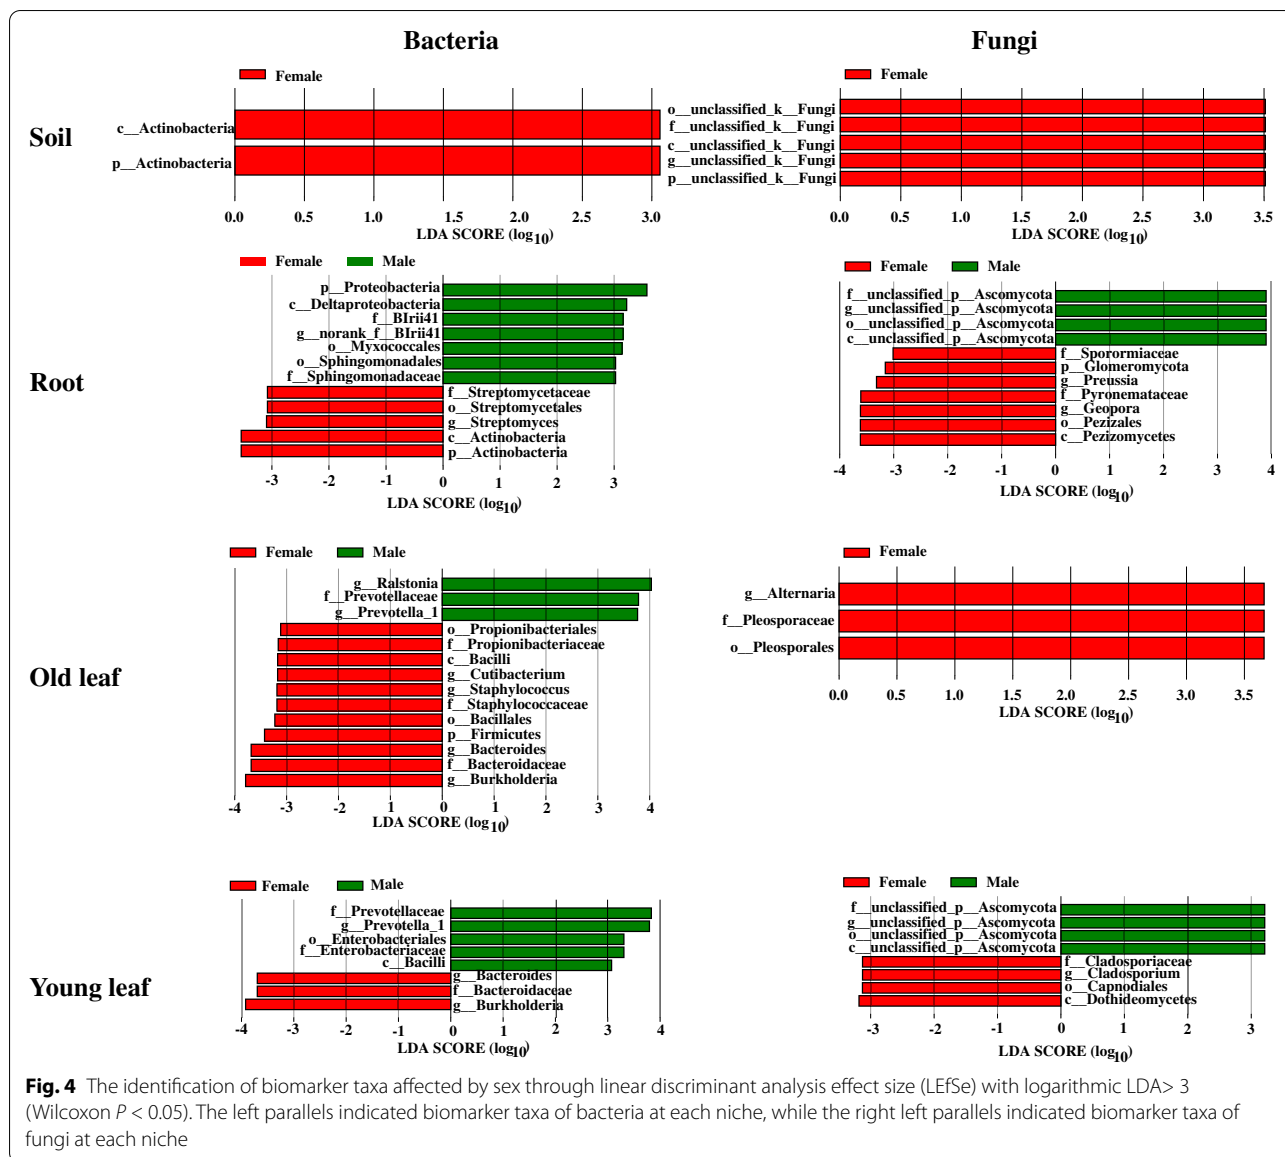 Bacteria
Fungi
Female
Female
Soil
c__Actinobacteria
p__Actinobacteria
0.0 0.5 1.0 1.5 2.0 2.5 3.0
LDA SCORE (log10)
o__unclassified_k__Fungi
f__unclassified_k__Fungi
c__unclassified_k__Fungi
g__unclassified_k__Fungi
p__unclassified_k__Fungi
0.0 0.5 1.0 1.5 2.0 2.5 3.0 3.5
LDA SCORE (log10)
Root
Female Male
p__Proteobacteria
c__Deltaproteobacteria
f__BIrii41
g__norank_f__BIrii41
o__Myxococcales
o__Sphingomonadales
f__Sphingomonadaceae
f__Streptomycetaceae
o__Streptomycetales
g__Streptomyces
c__Actinobacteria
p__Actinobacteria
-3 -2 -1 0 1 2 3
LDA SCORE (log10)
Female Male
f__unclassified_p__Ascomycota
g__unclassified_p__Ascomycota
o__unclassified_p__Ascomycota
c__unclassified_p__Ascomycota
f__Sporormiaceae
p__Glomeromycota
g__Preussia
f__Pyronemataceae
g__Geopora
o__Pezizales
c__Pezizomycetes
-4 -3 -2 -1 0 1 2 3 4
LDA SCORE (log10)
Old leaf
Female Male
g__Ralstonia
f__Prevotellaceae
g__Prevotella_1
o__Propionibacteriales
f__Propionibacteriaceae
c__Bacilli
g__Cutibacterium
g__Staphylococcus
f__Staphylococcaceae
o__Bacillales
p__Firmicutes
g__Bacteroides
f__Bacteroidaceae
g__Burkholderia
-4 -3 -2 1 0 1 2 3 4
LDA SCORE (log10)
Female
g__Alternaria
f__Pleosporaceae
o__Pleosporales
0.0 0.5 1.0 1.5 2.0 2.5 3.0 3.5
LDA SCORE (log10)
Young leaf
Female Male
f__Prevotellaceae
g__Prevotella_1
o__Enterobacteriales
f__Enterobacteriaceae
c__Bacilli
g__Bacteroides
f__Bacteroidaceae
g__Burkholderia
-4 -3 -2 -1 0 1 2 3 4
LDA SCORE (log10)
Female Male
f__unclassified_p__Ascomycota
g__unclassified_p__Ascomycota
o__unclassified_p__Ascomycota
c__unclassified_p__Ascomycota
f__Cladosporiaceae
g__Cladosporium
o__Capnodiales
c__Dothideomycetes
-3 -2 -1 0 1 2 3
LDA SCORE (log10)
Fig. 4 The identification of biomarker taxa affected by sex through linear discriminant analysis effect size (LEfSe) with logarithmic LDA> 3
(Wilcoxon P < 0.05). The left parallels indicated biomarker taxa of bacteria at each niche, while the right left parallels indicated biomarker taxa of
fungi at each niche